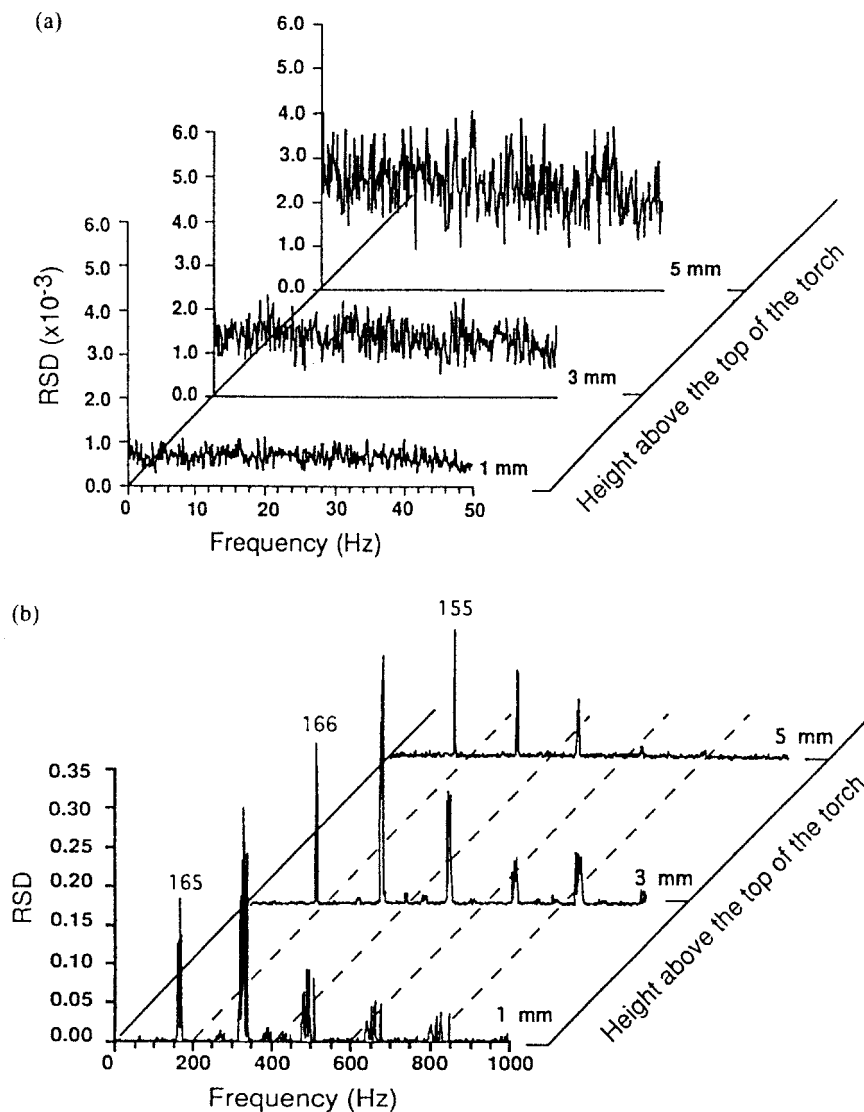 (a)
6.0
5.0
4.0
3.0
2.0
1.0
0.0
5 mm
6.0
5.0
4.0
3.0
2.0
1.0
0.0
3 mm
6.0
5.0
4.0
3.0
2.0
1.0
0.0
1 mm
RSD (x10-3)
0 10 20 30 40 50
Frequency (Hz)
Height above the top of the torch
(b)
155
5 mm
166
3 mm
0.35
0.30
0.25
0.20
0.15
0.10
0.05
0.00
165
1 mm
RSD
0 200 400 600 800 1000
Frequency (Hz)
Height above the top of the torch